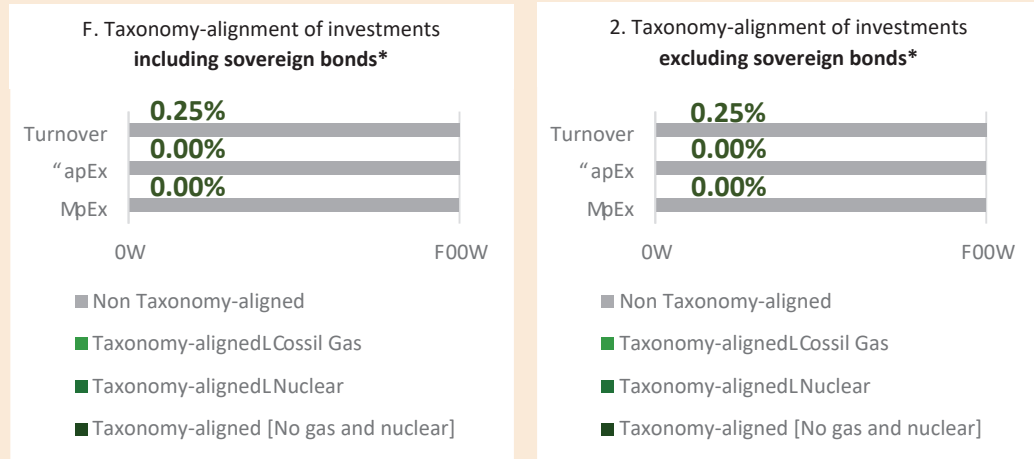 F. Taxonomy-alignment of investments
including sovereign bonds*
0.25%
Turnover
0.00%
“apEx
0.00%
MpEx
0W F00W
Non Taxonomy-aligned
Taxonomy-alignedLCossil Gas
Taxonomy-alignedLNuclear
Taxonomy-aligned [No gas and nuclear]
2. Taxonomy-alignment of investments
excluding sovereign bonds*
0.25%
Turnover
0.00%
“apEx
0.00%
MpEx
0W F00W
Non Taxonomy-aligned
Taxonomy-alignedLCossil Gas
Taxonomy-alignedLNuclear
Taxonomy-aligned [No gas and nuclear]